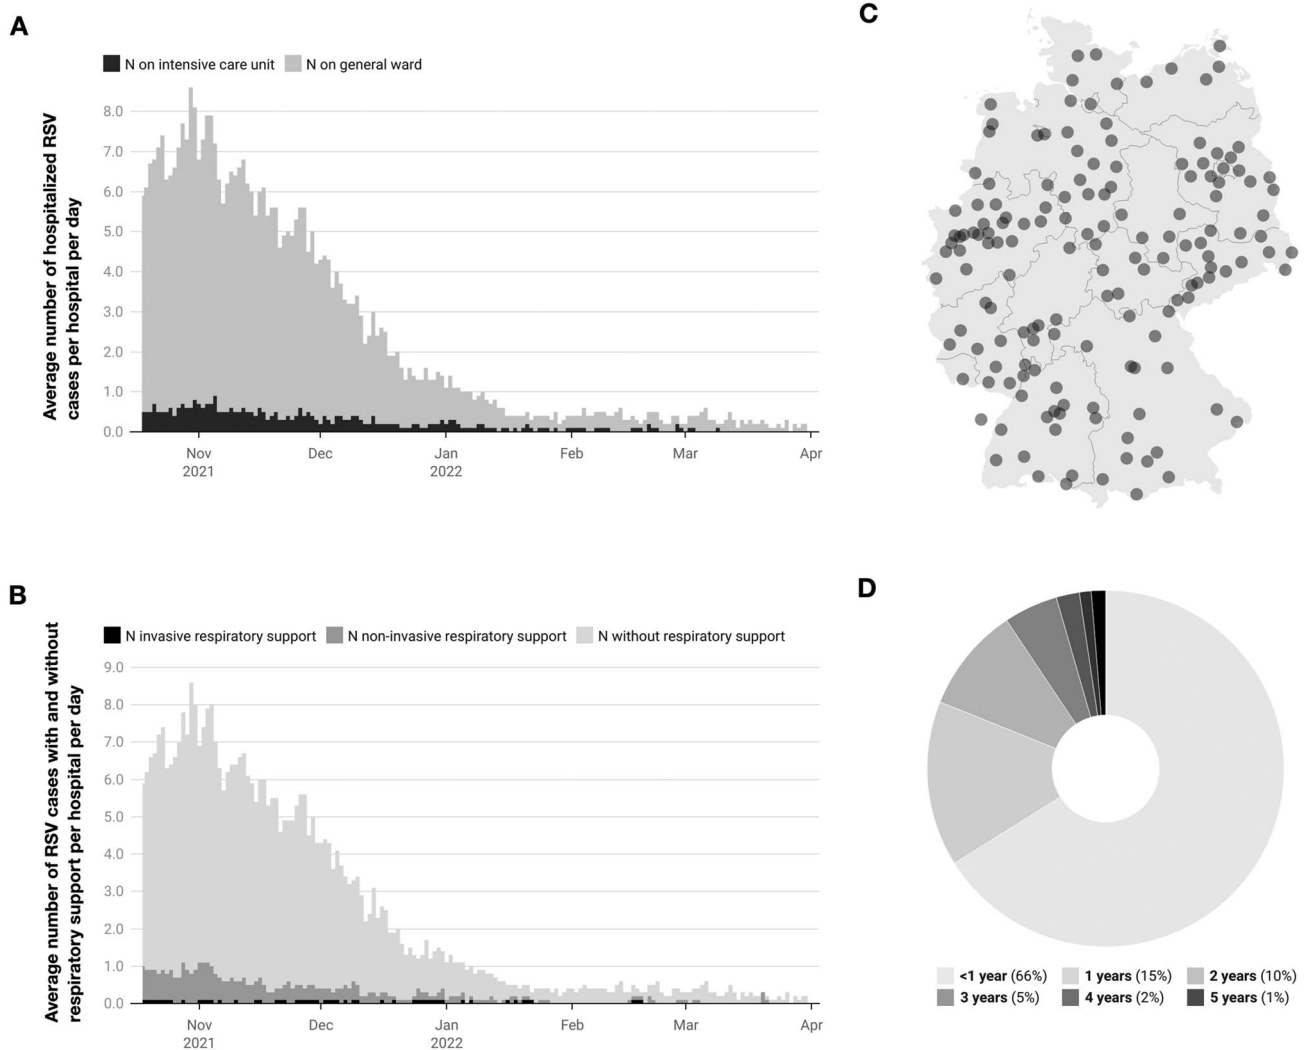 A
N on intensive care unit N on general ward
Average number of hospitalized RSV
cases per hospital per day
8.0
7.0
6.0
5.0
4.0
3.0
2.0
1.0
0.0
Nov Dec Jan Feb Mar Apr
2021 2022
C
B
N invasive respiratory support N non-invasive respiratory support N without respiratory support
Average number of RSV cases with and without
respiratory support per hospital per day
9.0
8.0
7.0
6.0
5.0
4.0
3.0
2.0
1.0
0.0
Nov Dec Jan Feb Mar Apr
2021 2022
D
<1 year (66%) 1 years (15%) 2 years (10%)
3 years (5%) 4 years (2%) 5 years (1%)